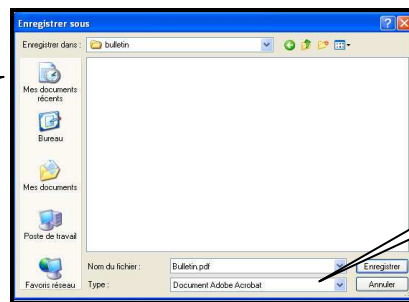 Enregistrer sous
Enregistrer dans :
bulletin
Mes documents
récents
Bureau
Mes documents
Poste de travail
Favoris réseau
Nom du fichier :
Bulletin.pdf
Enregistrer
Type :
Document Adobe Acrobat
Annuler